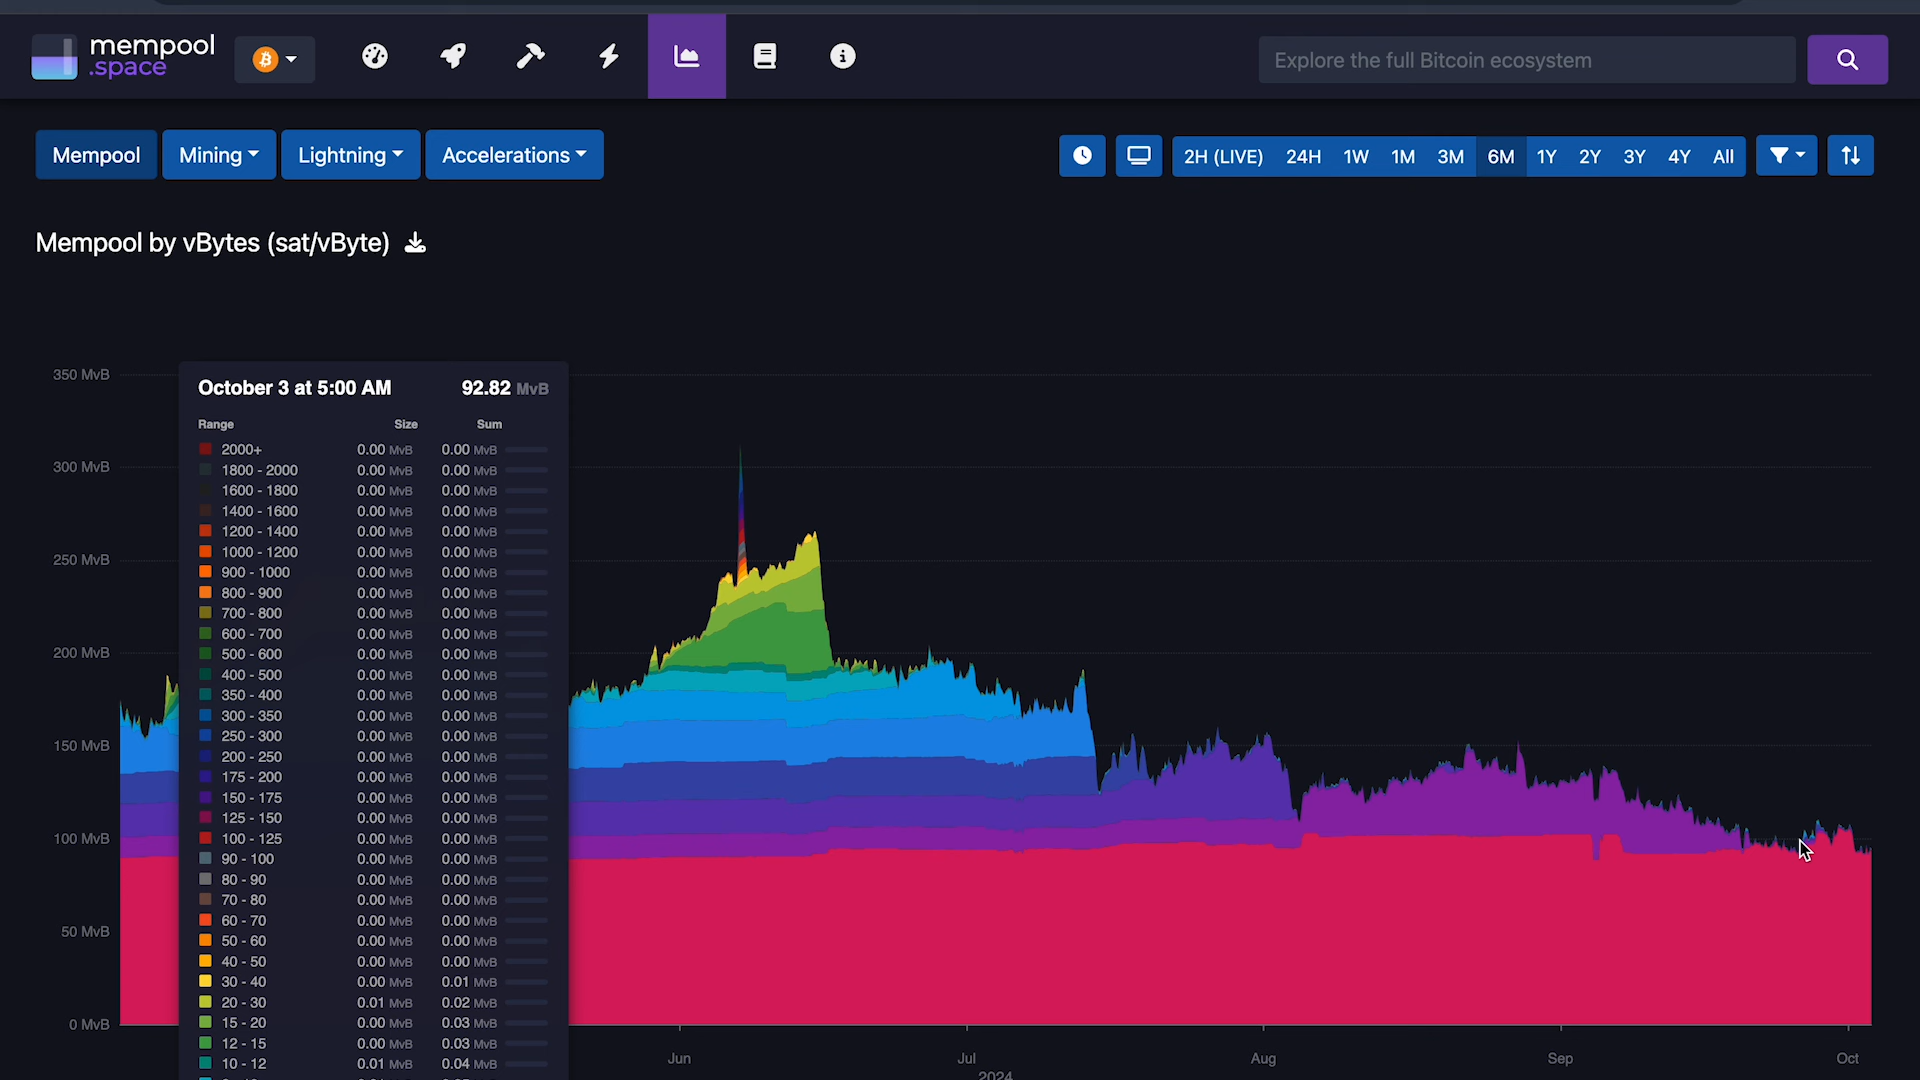 mempool
.space
Explore the full Bitcoin ecosystem
Mempool Mining Lightning Accelerations
2H (LIVE) 24H 1W 1M 3M 6M 1Y 2Y 3Y 4Y All
Mempool by vBytes (sat/vByte)
350 MvB
300 MvB
250 MvB
200 MvB
150 MvB
100 MvB
50 MvB
0 MvB
October 3 at 5:00 AM 92.82 MvB
Range Size Sum
2000+ 0.00 MvB 0.00 MvB
1800 - 2000 0.00 MvB 0.00 MvB
1600 - 1800 0.00 MvB 0.00 MvB
1400 - 1600 0.00 MvB 0.00 MvB
1200 - 1400 0.00 MvB 0.00 MvB
1000 - 1200 0.00 MvB 0.00 MvB
900 - 1000 0.00 MvB 0.00 MvB
800 - 900 0.00 MvB 0.00 MvB
700 - 800 0.00 MvB 0.00 MvB
600 - 700 0.00 MvB 0.00 MvB
500 - 600 0.00 MvB 0.00 MvB
400 - 500 0.00 MvB 0.00 MvB
350 - 400 0.00 MvB 0.00 MvB
300 - 350 0.00 MvB 0.00 MvB
250 - 300 0.00 MvB 0.00 MvB
200 - 250 0.00 MvB 0.00 MvB
175 - 200 0.00 MvB 0.00 MvB
150 - 175 0.00 MvB 0.00 MvB
125 - 150 0.00 MvB 0.00 MvB
100 - 125 0.00 MvB 0.00 MvB
90 - 100 0.00 MvB 0.00 MvB
80 - 90 0.00 MvB 0.00 MvB
70 - 80 0.00 MvB 0.00 MvB
60 - 70 0.00 MvB 0.00 MvB
50 - 60 0.00 MvB 0.00 MvB
40 - 50 0.00 MvB 0.00 MvB
30 - 40 0.00 MvB 0.01 MvB
20 - 30 0.01 MvB 0.02 MvB
15 - 20 0.00 MvB 0.03 MvB
12 - 15 0.00 MvB 0.03 MvB
10 - 12 0.01 MvB 0.04 MvB
Jun Jul Aug Sep Oct
2024